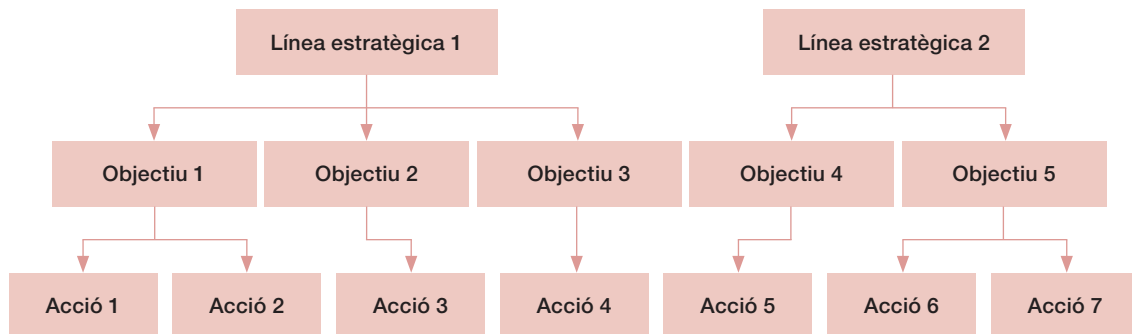 Línea estratègica 1
Línea estratègica 2
Objectiu 1
Objectiu 2
Objectiu 3
Objectiu 4
Objectiu 5
Acció 1
Acció 2
Acció 3
Acció 4
Acció 5
Acció 6
Acció 7